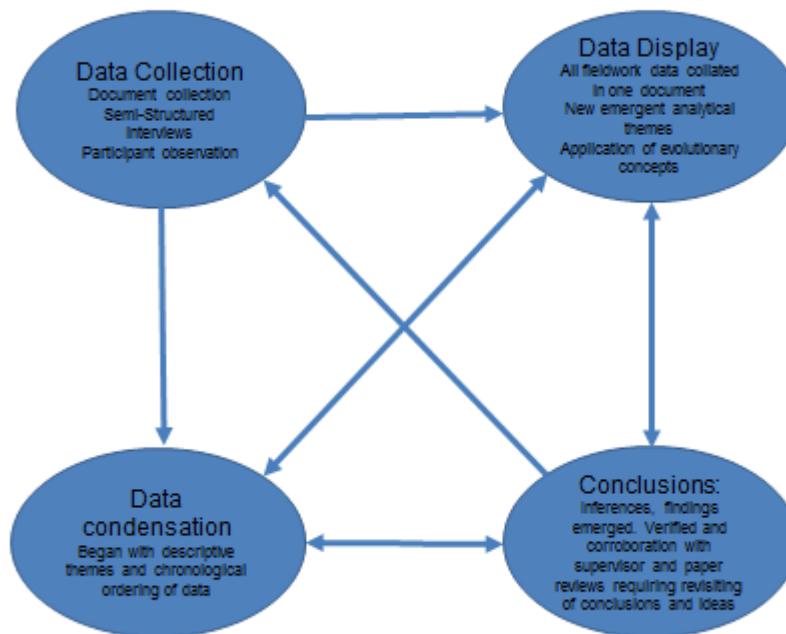 Data Collection
Document collection
Semi-Structured
Interviews
Participant observation
Data Display
All fieldwork data collated
in one document
New emergent analytical
themes
Application of evolutionary
concepts
Data
condensation
Began with descriptive
themes and chronological
ordering of data
Conclusions:
Inferences, findings
emerged. Verified and
corroboration with
supervisor and paper
reviews requiring revisiting
of conclusions and ideas